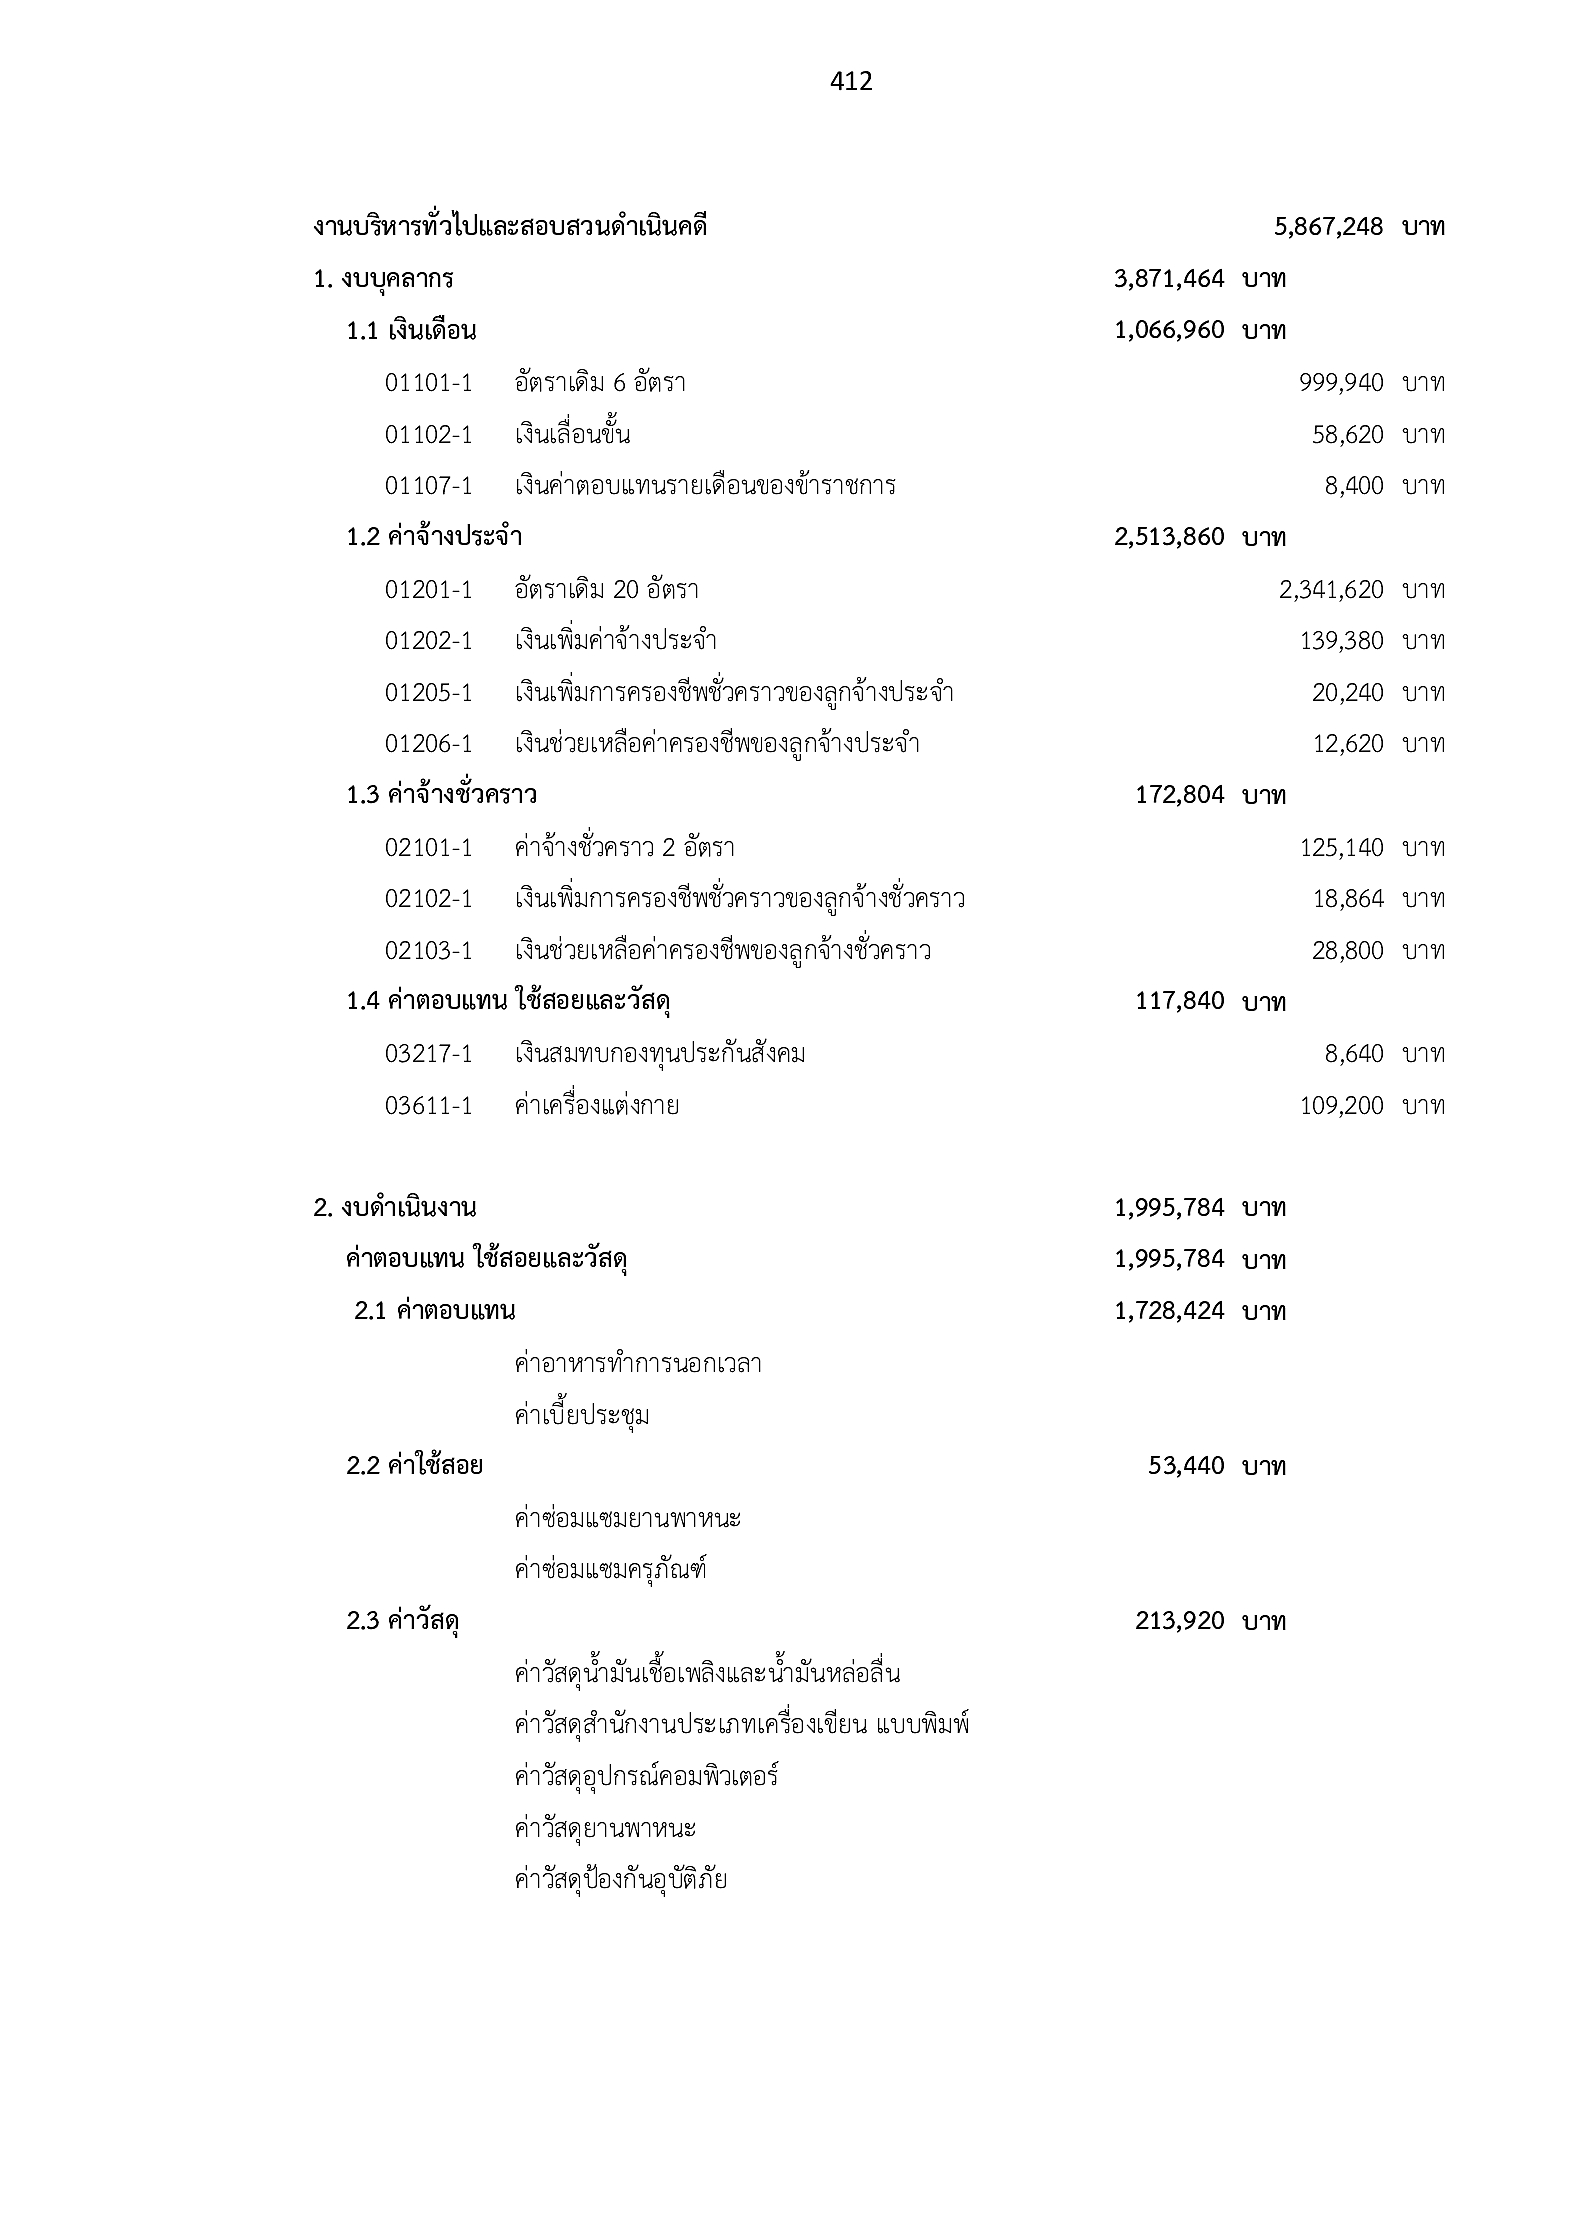 412
งานบริหารทั่วไปและสอบสวนดำเนินคดี 5,867,248 บาท
1. งบบุคลากร 3,871,464 บาท
1.1 เงินเดือน 1,066,960 บาท
01101-1 อัตราเดิม 6 อัตรา 999,940 บาท
01102-1 เงินเลื่อนขั้น 58,620 บาท
01107-1 เงินค่าตอบแทนรายเดือนของข้าราชการ 8,400 บาท
1.2 ค่าจ้างประจำ 2,513,860 บาท
01201-1 อัตราเดิม 20 อัตรา 2,341,620 บาท
01202-1 เงินเพิ่มค่าจ้างประจำ 139,380 บาท
01205-1 เงินเพิ่มการครองชีพชั่วคราวของลูกจ้างประจำ 20,240 บาท
01206-1 เงินช่วยเหลือค่าครองชีพของลูกจ้างประจำ 12,620 บาท
1.3 ค่าจ้างชั่วคราว 172,804 บาท
02101-1 ค่าจ้างชั่วคราว 2 อัตรา 125,140 บาท
02102-1 เงินเพิ่มการครองชีพชั่วคราวของลูกจ้างชั่วคราว 18,864 บาท
02103-1 เงินช่วยเหลือค่าครองชีพของลูกจ้างชั่วคราว 28,800 บาท
1.4 ค่าตอบแทน ใช้สอยและวัสดุ 117,840 บาท
03217-1 เงินสมทบกองทุนประกันสังคม 8,640 บาท
03611-1 ค่าเครื่องแต่งกาย 109,200 บาท
2. งบดำเนินงาน 1,995,784 บาท
ค่าตอบแทน ใช้สอยและวัสดุ 1,995,784 บาท
2.1 ค่าตอบแทน 1,728,424 บาท
ค่าอาหารทำการนอกเวลา
ค่าเบี้ยประชุม
2.2 ค่าใช้สอย 53,440 บาท
ค่าซ่อมแซมยานพาหนะ
ค่าซ่อมแซมครุภัณฑ์
2.3 ค่าวัสดุ 213,920 บาท
ค่าวัสดุน้ำมันเชื้อเพลิงและน้ำมันหล่อลื่น
ค่าวัสดุสำนักงานประเภทเครื่องเขียน แบบพิมพ์
ค่าวัสดุอุปกรณ์คอมพิวเตอร์
ค่าวัสดุยานพาหนะ
ค่าวัสดุป้องกันอุบัติภัย